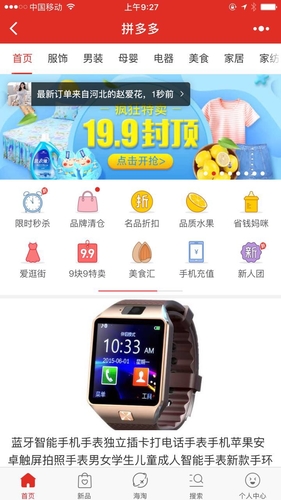 中国移动 上午9:27
拼多多
首页 服饰 男装 母婴 电器 美食 家居 家纺
最新订单来自河北的赵爱花，1秒前
疯狂特卖
19.9封顶
点击开抢>
限时秒杀 品牌清仓 名品折扣 品质水果 省钱妈咪
折
9.9
新
爱逛街 9块9特卖 美食汇 手机充值 新人团
21:08
2015-06-01
蓝牙智能手机手表独立插卡打电话手表手机苹果安
卓触屏拍照手表男女学生儿童成人智能手表新款手环
首页 新品 海淘 搜索 个人中心